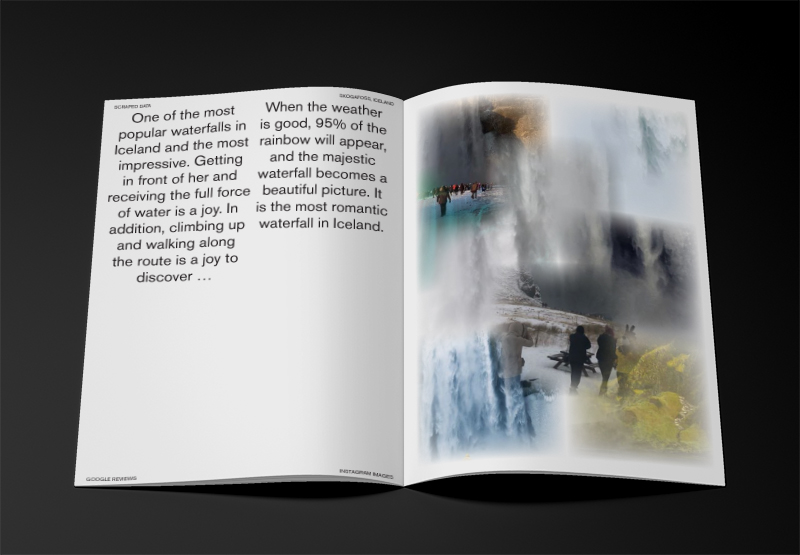 SCRAPED DATA
SKÓGAFOSS, ICELAND
One of the most
popular waterfalls in
Iceland and the most
impressive. Getting
in front of her and
receiving the full force
of water is a joy. In
addition, climbing up
and walking along
the route is a joy to
discover ...
When the weather
is good, 95% of the
rainbow will appear,
and the majestic
waterfall becomes a
beautiful picture. It
is the most romantic
waterfall in Iceland.
GOOGLE REVIEWS
INSTAGRAM IMAGES